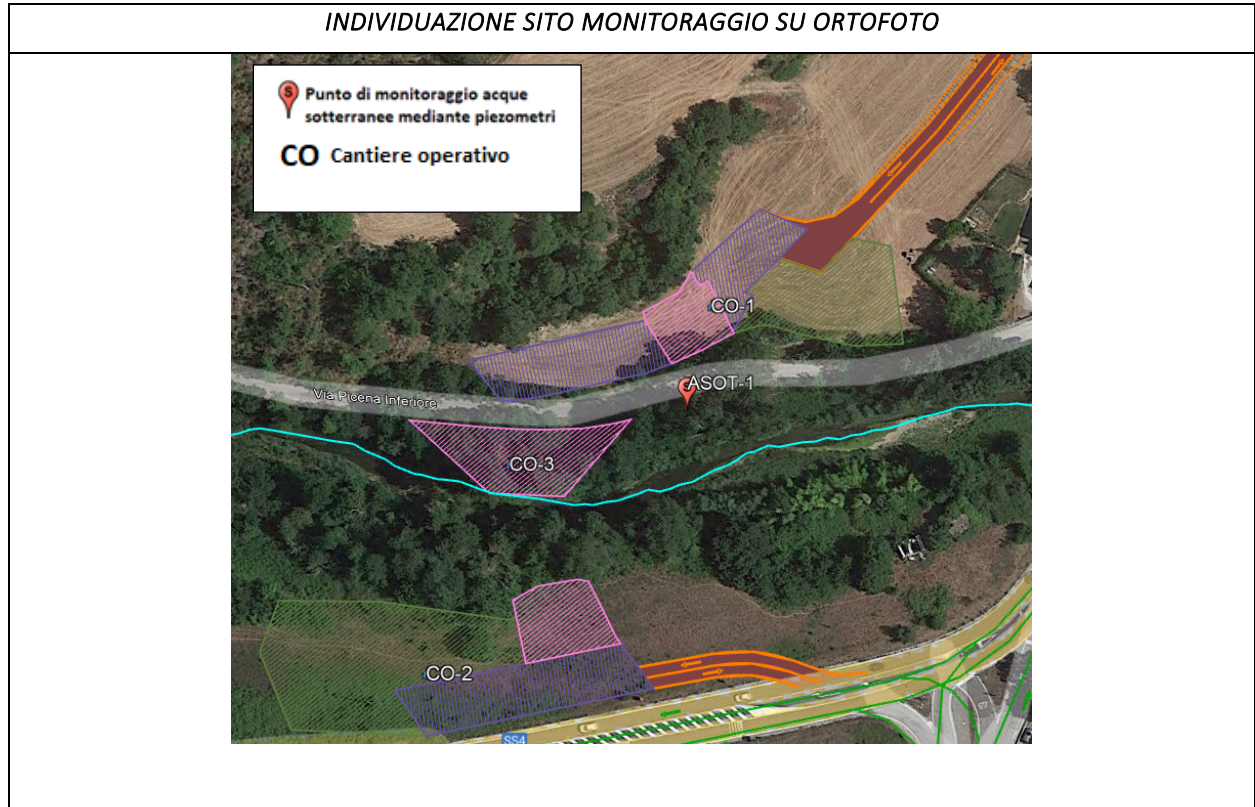 INDIVIDUAZIONE SITO MONITORAGGIO SU ORTOFOTO
S Punto di monitoraggio acque
sotterranee mediante piezometri
CO Cantiere operativo
CO-1
ASOT-1
Via Picena Inferiore
CO-3
CO-2
SS4
STOP